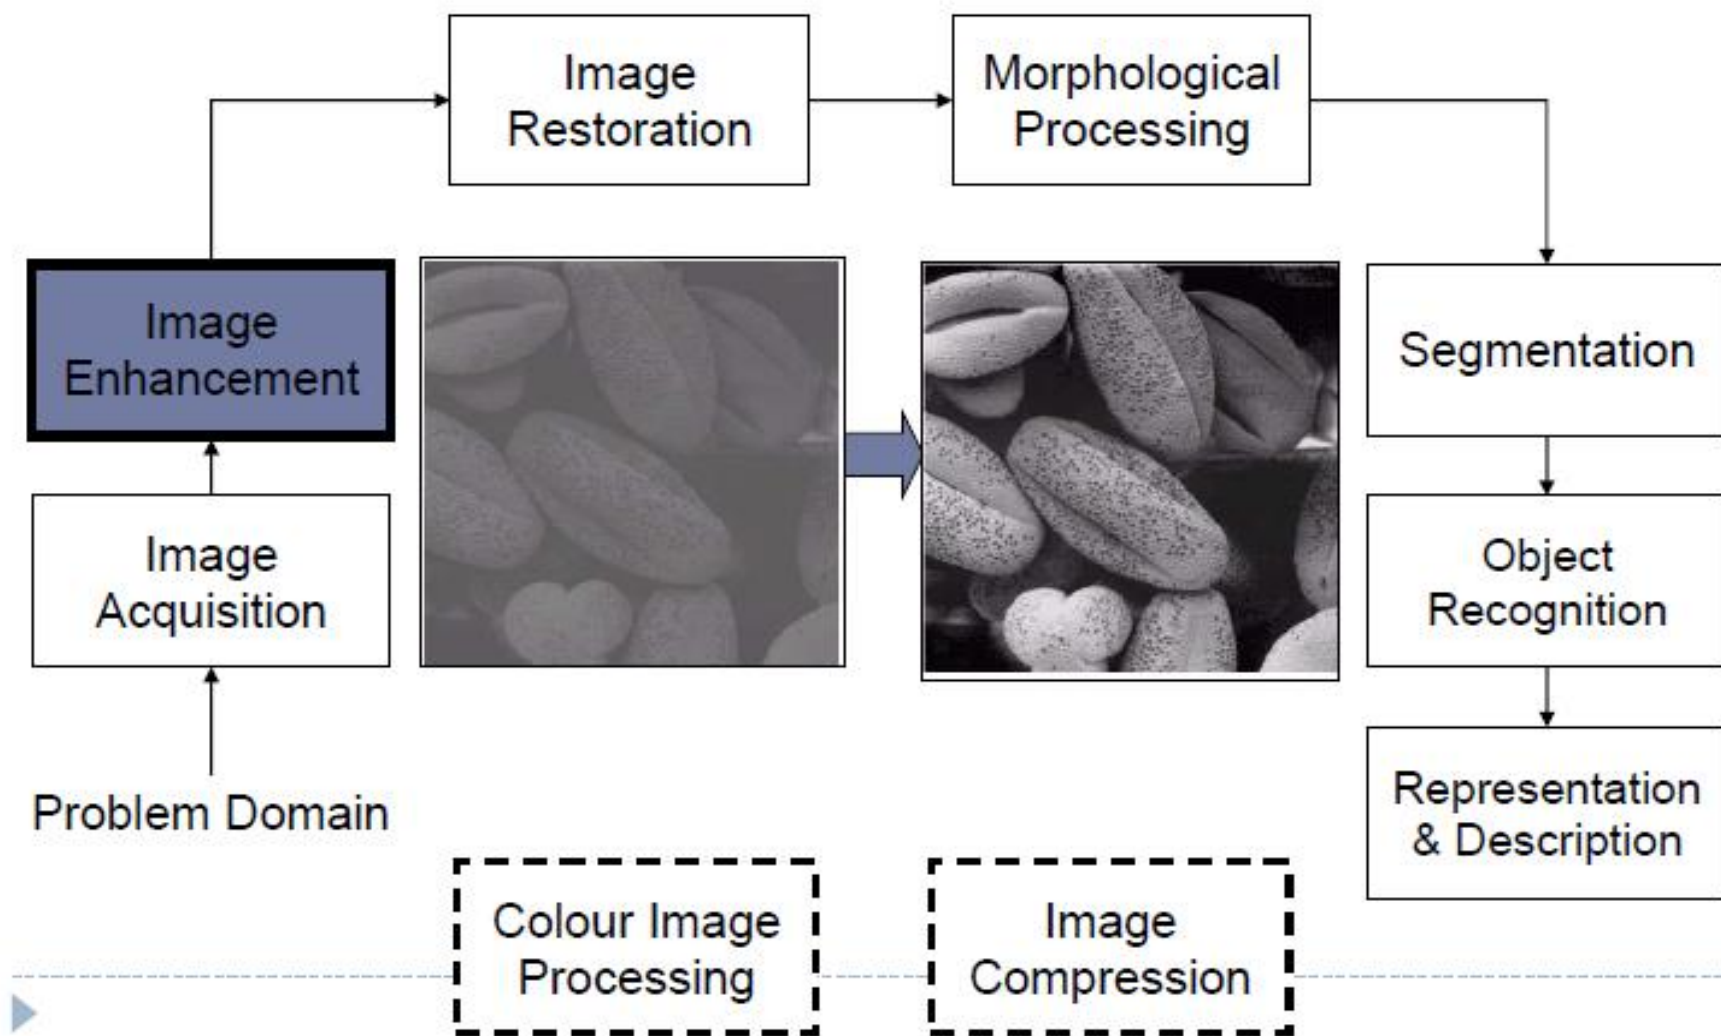 Image
Restoration
Morphological
Processing
Image
Enhancement
Segmentation
Image
Acquisition
Object
Recognition
Problem Domain
Representation
& Description
Colour Image
Processing
Image
Compression